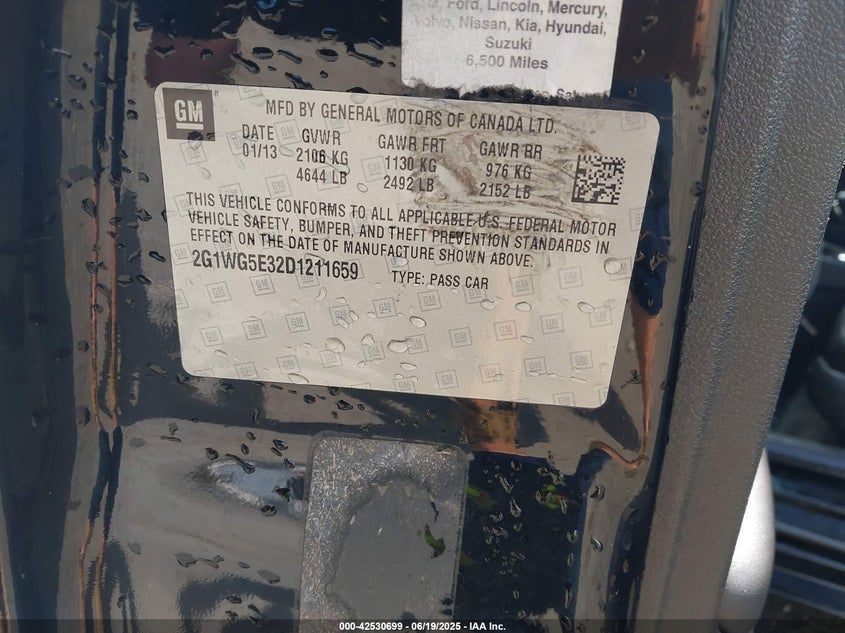 Ford, Lincoln, Mercury,
Volvo, Nissan, Kia, Hyundai,
Suzuki
6,500 Miles
GM
MFD BY GENERAL MOTORS OF CANADA LTD.
DATE GVWR GAWR FRT GAWR RR
01/13 2106 KG 1130 KG 976 KG
4644 LB 2492 LB 2152 LB
THIS VEHICLE CONFORMS TO ALL APPLICABLE U.S. FEDERAL MOTOR
VEHICLE SAFETY, BUMPER, AND THEFT PREVENTION STANDARDS IN
EFFECT ON THE DATE OF MANUFACTURE SHOWN ABOVE.
2G1WG5E32D1211659 TYPE: PASS CAR
000-42530699 - 06/19/2025 - IAA Inc.